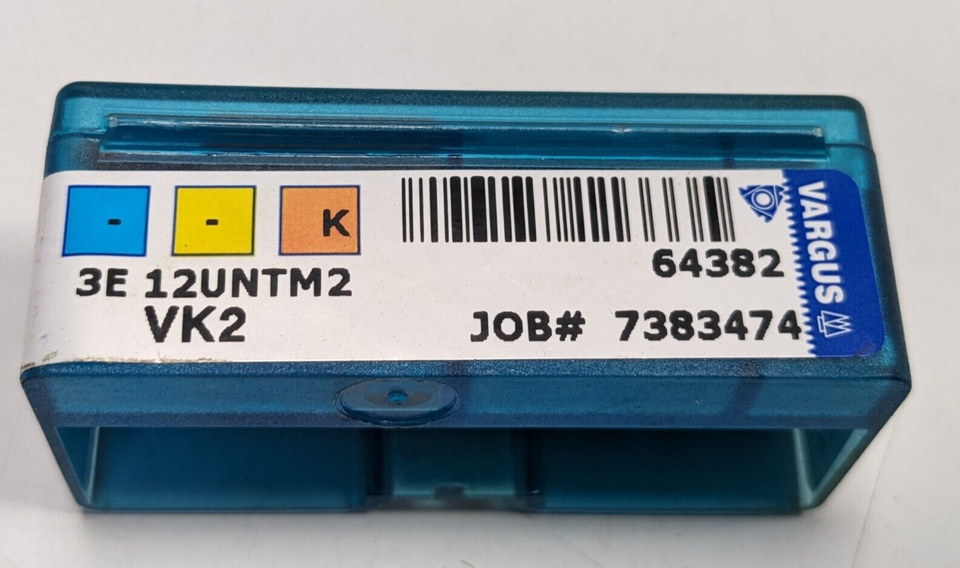 - - K
3E 12UNTM2
VK2
64382
JOB# 7383474
VARGUS